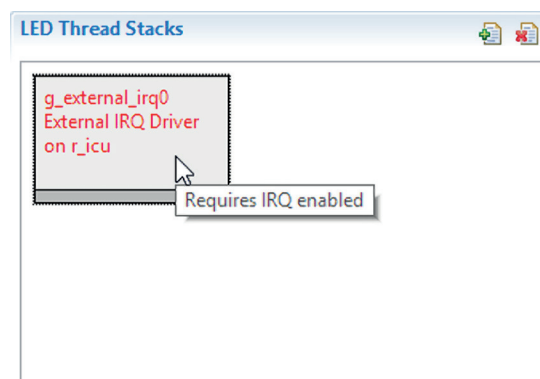 LED Thread Stacks
g_external_irq0
External IRQ Driver
on r_icu
Requires IRQ enabled